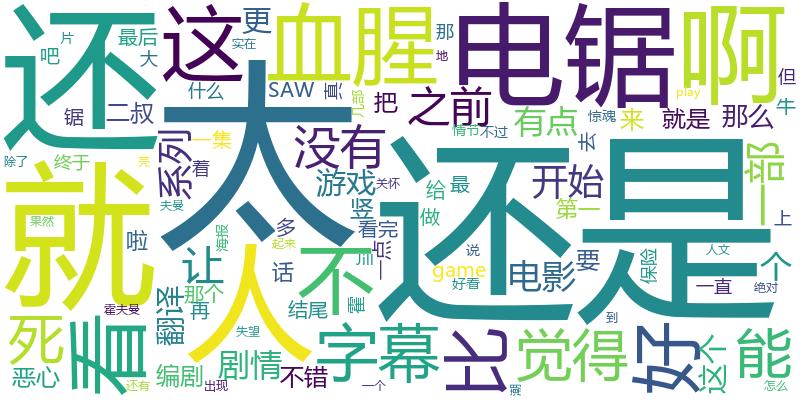 还
片
最后
吧
大
这
更
实在
什么
血腥
SAW
真
那
地
几部
电锯
啊
但
play
牛
锯
二叔
把
之前
有点
惊魂
来
就是
那么
除了
终于
亮
系列
一集
着
没有
情节
不过
去
一部
就
夫曼
太
游戏
竖
给
最
做
开始
第一
关怀
果然
啦
海报
多
看完
还是
上
起来
jill
一点
说
人文
让
人
话
不
game
电影
要
保险
个
好看
一直
绝对
霍夫曼
翻译
那个
再
结尾
霍
失望
到
死
看
剧情
字幕
比
觉得
好
这个
能
恶心
编剧
不错
还有
出现
一个
怎么